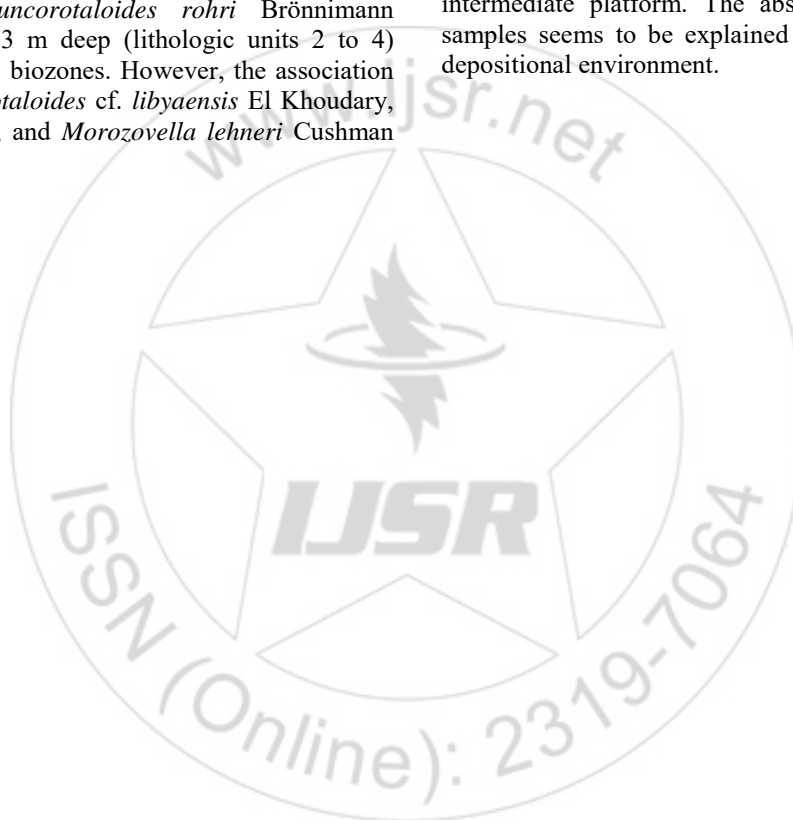 uncorotaloides rohri Brönnimann
3 m deep (lithologic units 2 to 4)
biozones. However, the association
otaloides cf. libyaensis El Khoudary,
and Morozovella lehneri Cushman
intermediate platform. The abs
samples seems to be explained
depositional environment.
www.ijsr.net
IJSR
ISSN (Online): 2319-7064